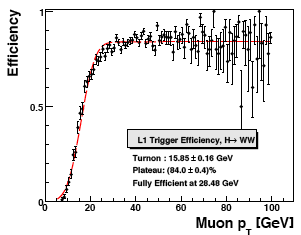 Efficiency
1
0.5
0
L1 Trigger Efficiency, H→ WW
Turnon : 15.85 ± 0.16 GeV
Plateau: (84.0 ± 0.4)%
Fully Efficient at 28.48 GeV
0 20 40 60 80 100
Muon pT [GeV]